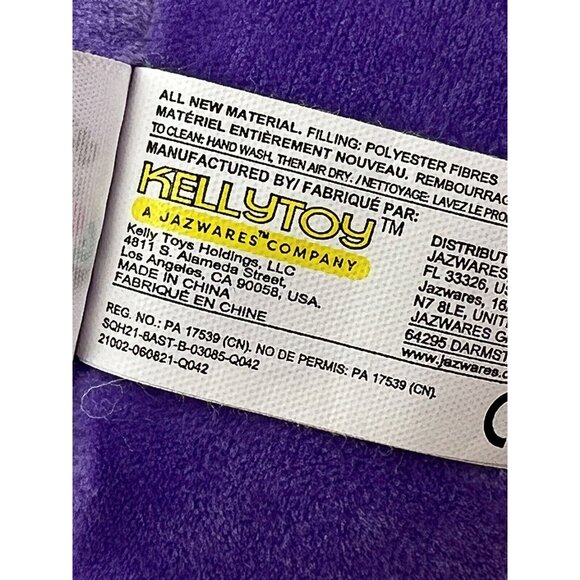 ALL NEW MATERIAL. FILLING: POLYESTER FIBRES
MATÉRIEL ENTIÈREMENT NOUVEAU. REMBOURRAG
TO CLEAN: HAND WASH, THEN AIR DRY. / NETTOYAGE: LAVEZ LE PRO
MANUFACTURED BY/ FABRIQUÉ PAR:
KELLYTOY™
A JAZWARES™ COMPANY
Kelly Toys Holdings, LLC
4811 S. Alameda Street,
Los Angeles, CA 90058, USA.
MADE IN CHINA
FABRIQUÉ EN CHINE
REG. NO.: PA 17539 (CN). NO DE PERMIS: PA 17539 (CN).
SQH21-8AST-B-03085-Q042
21002-060821-Q042
DISTRIBUT
JAZWARES
FL 33326, US
Jazwares, 16
N7 8LE, UNIT
JAZWARES G
64295 DARMST
www.jazwares.c